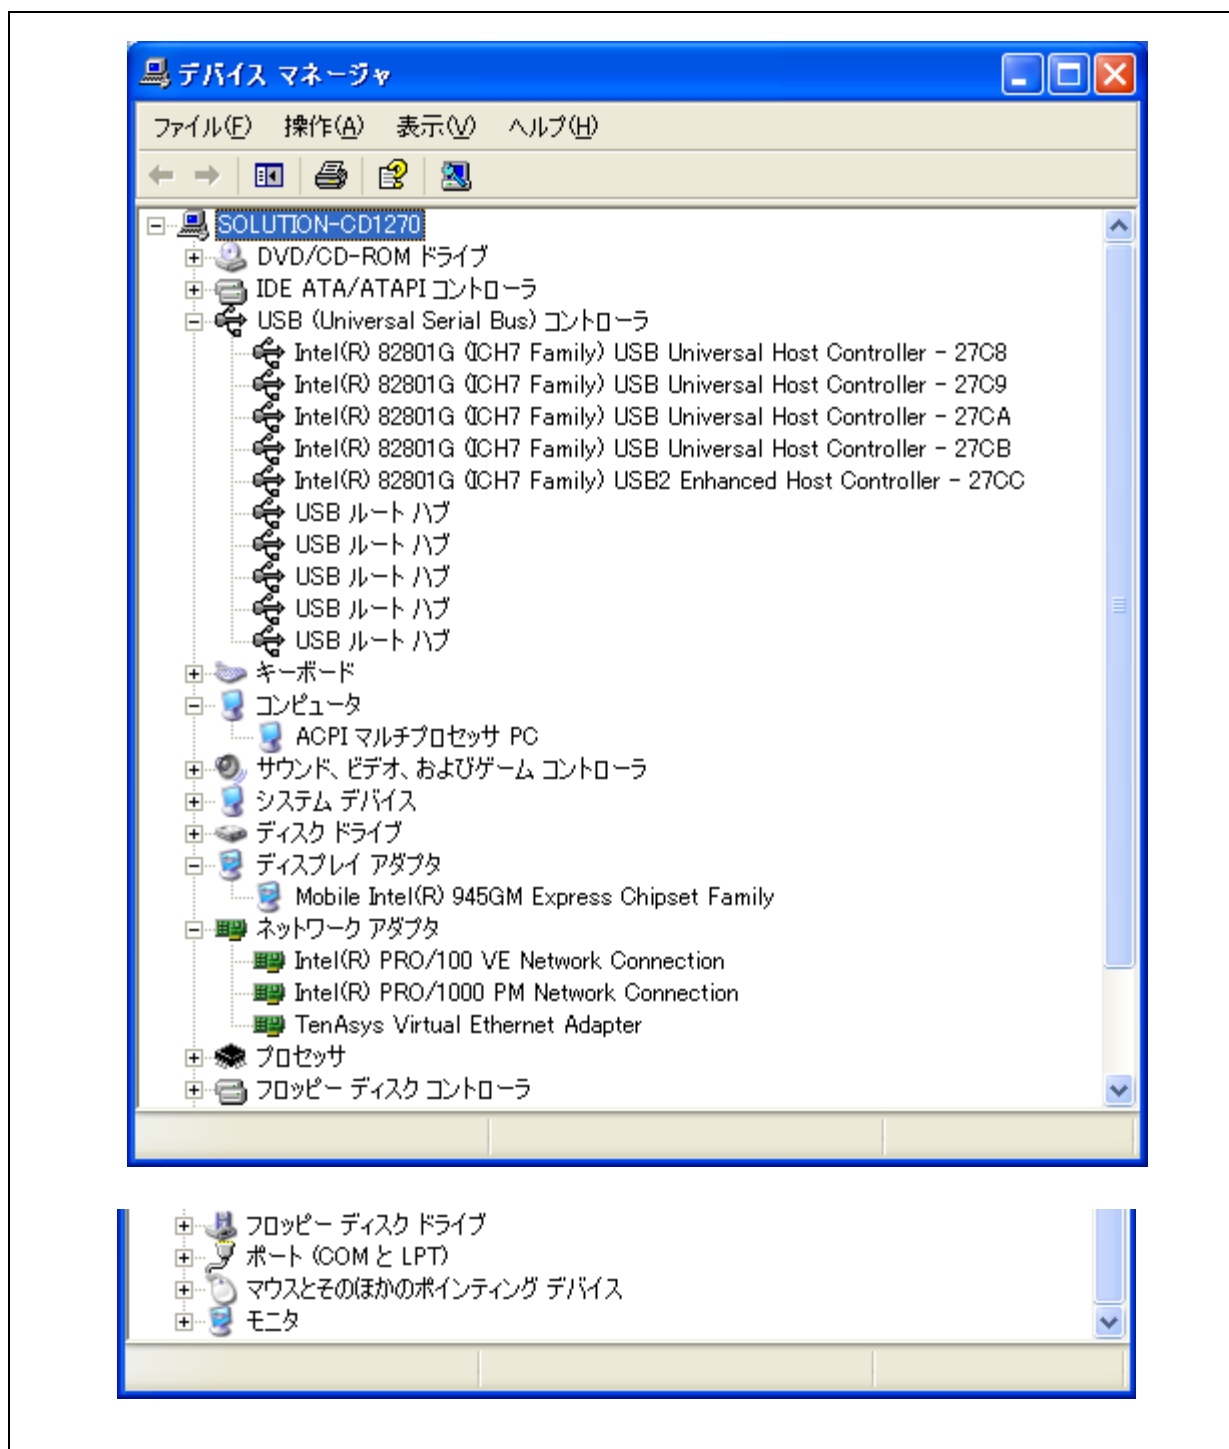 デバイス マネージャ
ファイル(F) 操作(A) 表示(V) ヘルプ(H)
SOLUTION-CD1270
DVD/CD-ROM ドライブ
IDE ATA/ATAPI コントローラ
USB (Universal Serial Bus) コントローラ
Intel(R) 82801G (ICH7 Family) USB Universal Host Controller - 27C8
Intel(R) 82801G (ICH7 Family) USB Universal Host Controller - 27C9
Intel(R) 82801G (ICH7 Family) USB Universal Host Controller - 27CA
Intel(R) 82801G (ICH7 Family) USB Universal Host Controller - 27CB
Intel(R) 82801G (ICH7 Family) USB2 Enhanced Host Controller - 27CC
USB ルート ハブ
USB ルート ハブ
USB ルート ハブ
USB ルート ハブ
USB ルート ハブ
キーボード
コンピュータ
ACPI マルチプロセッサ PC
サウンド、ビデオ、およびゲーム コントローラ
システム デバイス
ディスク ドライブ
ディスプレイ アダプタ
Mobile Intel(R) 945GM Express Chipset Family
ネットワーク アダプタ
Intel(R) PRO/100 VE Network Connection
Intel(R) PRO/1000 PM Network Connection
TenAsys Virtual Ethernet Adapter
プロセッサ
フロッピー ディスク コントローラ
フロッピー ディスク ドライブ
ポート (COM と LPT)
マウスとそのほかのポインティング デバイス
モニタ